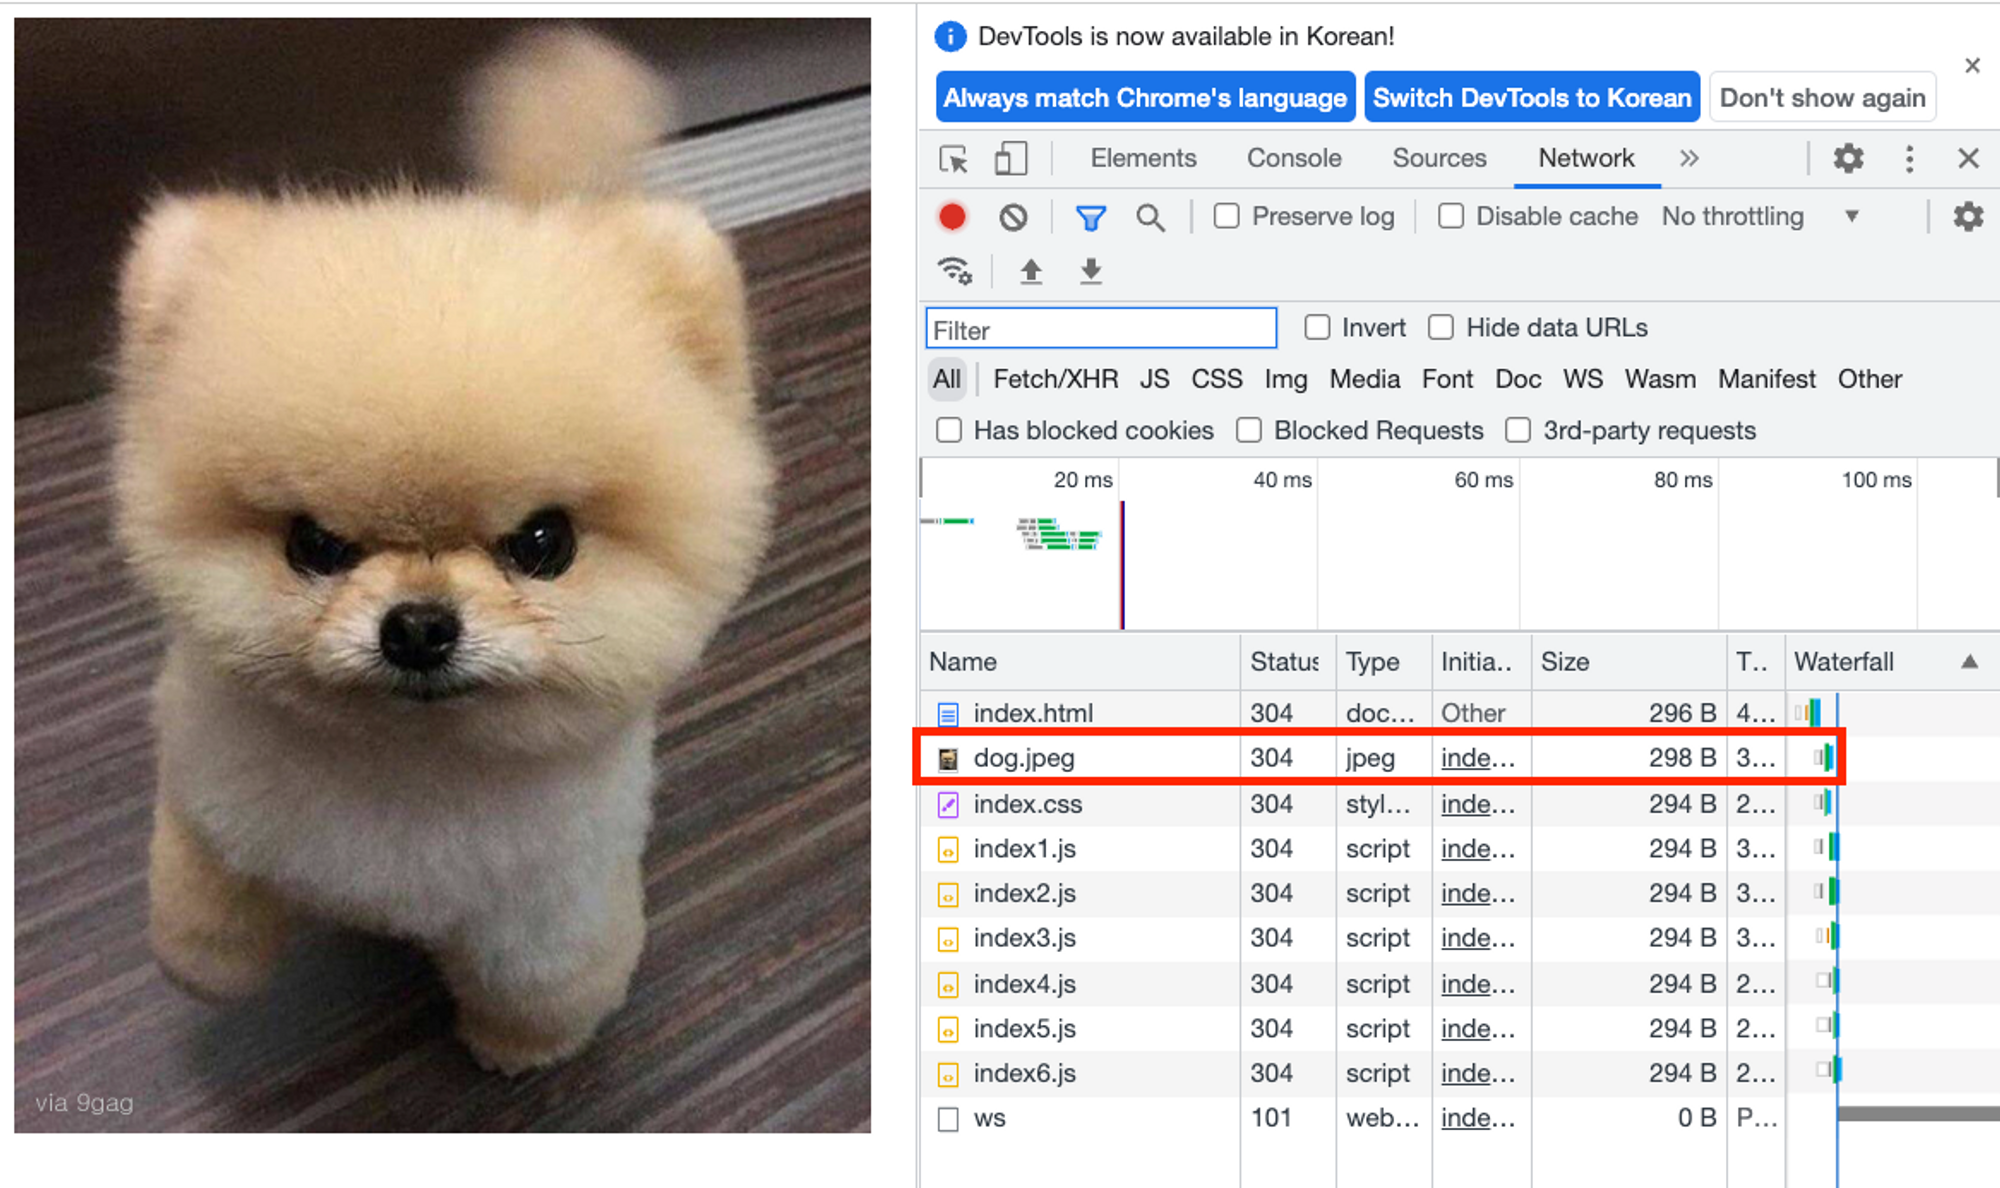 via 9gag
DevTools is now available in Korean!
Always match Chrome's language Switch DevTools to Korean Don't show again
Elements Console Sources Network
Preserve log Disable cache No throttling
Filter Invert Hide data URLs
All Fetch/XHR JS CSS Img Media Font Doc WS Wasm Manifest Other
Has blocked cookies Blocked Requests 3rd-party requests
20 ms 40 ms 60 ms 80 ms 100 ms
Name Status Type Initia.. Size T.. Waterfall
index.html 304 doc... Other 296 B 4...
dog.jpeg 304 jpeg inde... 298 B 3...
index.css 304 styl... inde... 294 B 2...
index1.js 304 script inde... 294 B 3...
index2.js 304 script inde... 294 B 3...
index3.js 304 script inde... 294 B 3...
index4.js 304 script inde... 294 B 2...
index5.js 304 script inde... 294 B 2...
index6.js 304 script inde... 294 B 2...
ws 101 web... inde... 0 B P...